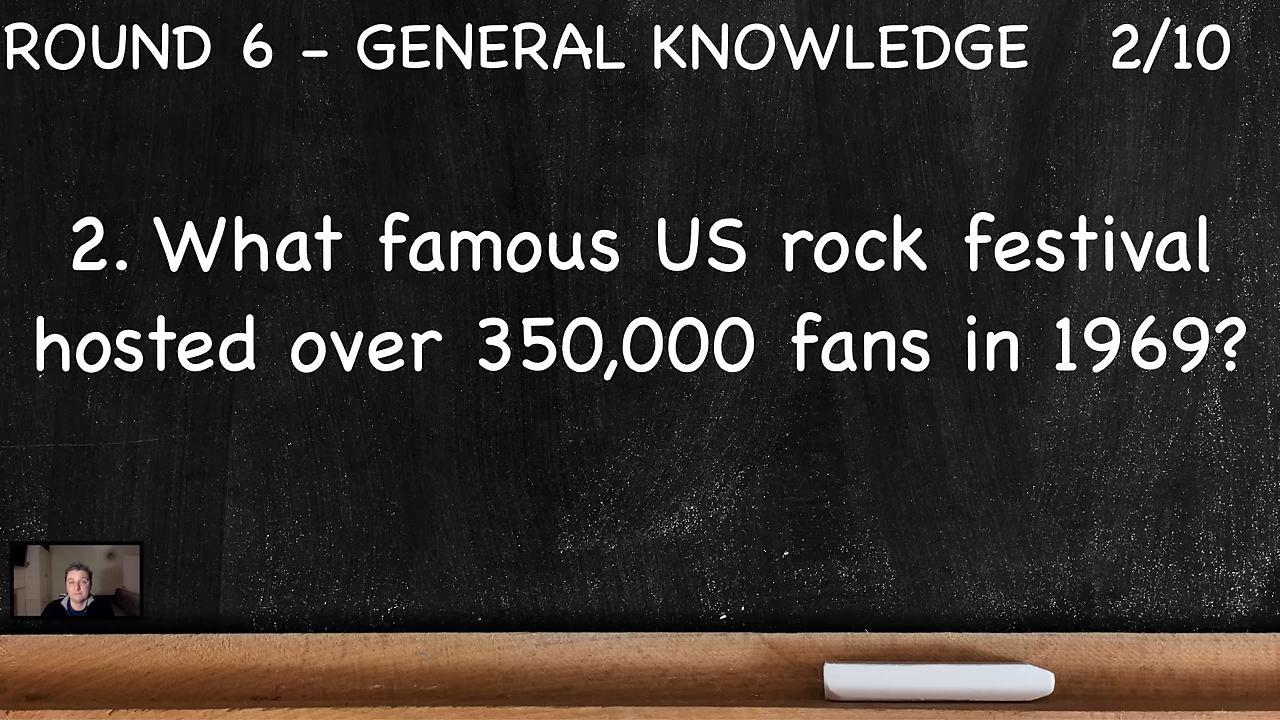 ROUND 6 - GENERAL KNOWLEDGE 2/10
2. What famous US rock festival
hosted over 350,000 fans in 1969?